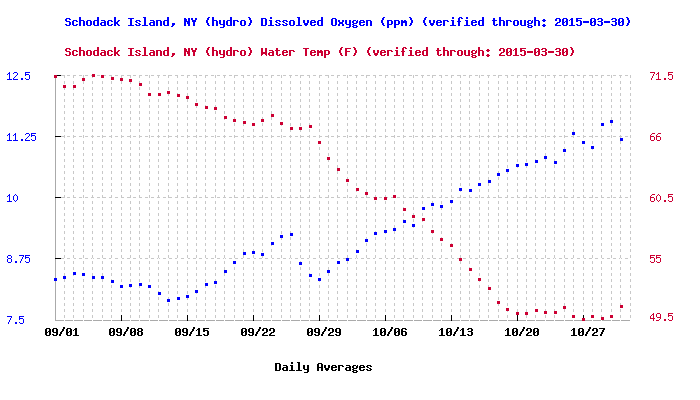 Schodack Island, NY (hydro) Dissolved Oxygen (ppm) (verified through: 2015-03-30)
Schodack Island, NY (hydro) Water Temp (F) (verified through: 2015-03-30)
12.5 71.5
11.25 66
10 60.5
8.75 55
7.5 49.5
09/01 09/08 09/15 09/22 09/29 10/06 10/13 10/20 10/27
Daily Averages